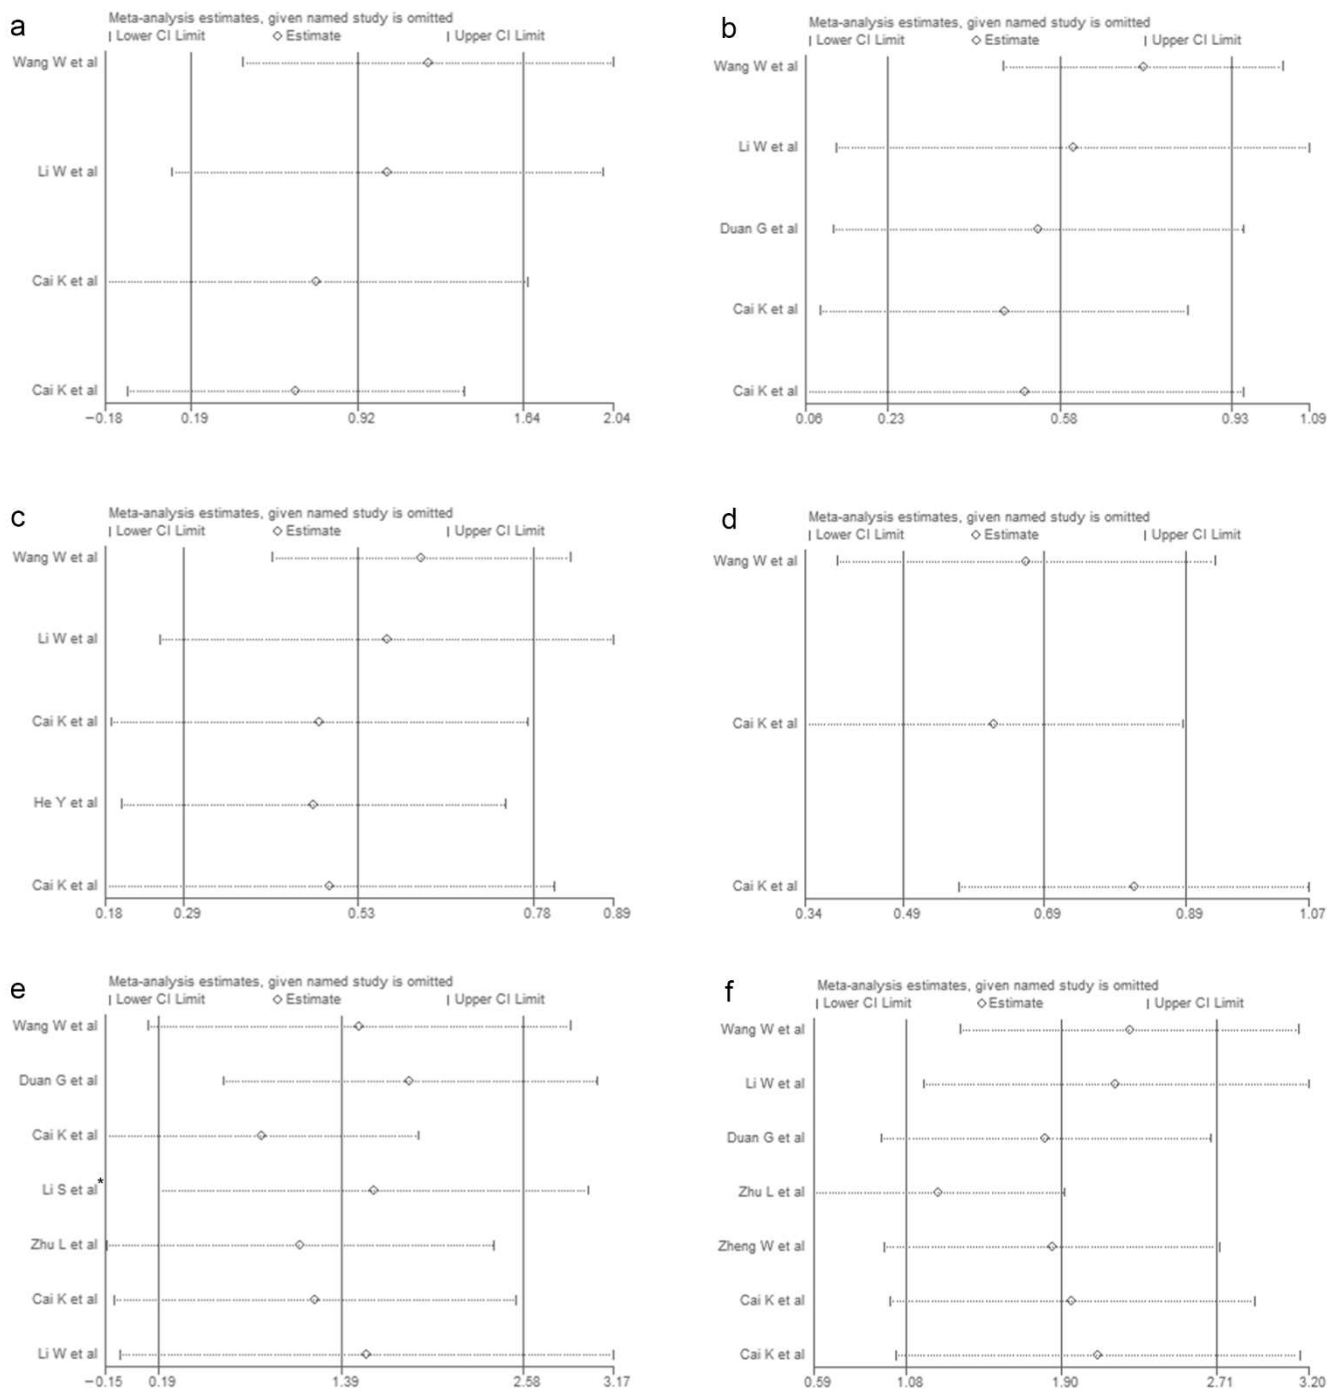 a
Meta-analysis estimates, given named study is omitted
| Lower CI Limit ◇ Estimate | Upper CI Limit
Wang W et al
Li W et al
Cai K et al
Cai K et al
−0.18 0.19 0.92 1.64 2.04
b
Meta-analysis estimates, given named study is omitted
| Lower CI Limit ◇ Estimate | Upper CI Limit
Wang W et al
Li W et al
Duan G et al
Cai K et al
Cai K et al
0.06 0.23 0.58 0.93 1.09
c
Meta-analysis estimates, given named study is omitted
| Lower CI Limit ◇ Estimate | Upper CI Limit
Wang W et al
Li W et al
Cai K et al
He Y et al
Cai K et al
0.18 0.29 0.53 0.78 0.89
d
Meta-analysis estimates, given named study is omitted
| Lower CI Limit ◇ Estimate | Upper CI Limit
Wang W et al
Cai K et al
Cai K et al
0.34 0.49 0.69 0.89 1.07
e
Meta-analysis estimates, given named study is omitted
| Lower CI Limit ◇ Estimate | Upper CI Limit
Wang W et al
Duan G et al
Cai K et al
Li S et al*
Zhu L et al
Cai K et al
Li W et al
−0.15 0.19 1.39 2.58 3.17
f
Meta-analysis estimates, given named study is omitted
| Lower CI Limit ◇ Estimate | Upper CI Limit
Wang W et al
Li W et al
Duan G et al
Zhu L et al
Zheng W et al
Cai K et al
Cai K et al
0.59 1.08 1.90 2.71 3.20